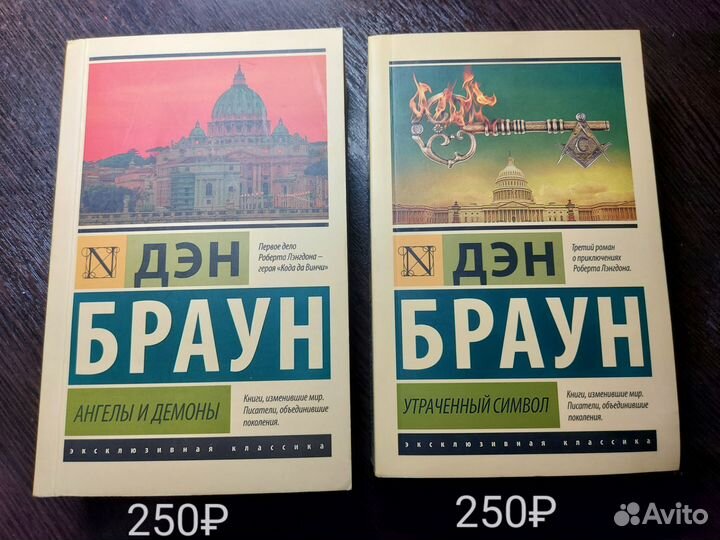 N
ДЭН
Первое дело
Роберта Лэнгдона –
героя «Кода да Винчи»
БРАУН
АНГЕЛЫ И ДЕМОНЫ
Книги, изменившие мир.
Писатели, объединившие
поколения.
ЭКСКЛЮЗИВНАЯ КЛАССИКА
250₽
G
N
ДЭН
Третий роман
о приключениях
Роберта Лэнгдона.
БРАУН
УТРАЧЕННЫЙ СИМВОЛ
Книги, изменившие мир.
Писатели, объединившие
поколения.
ЭКСКЛЮЗИВНАЯ КЛАССИКА
250₽
Avito